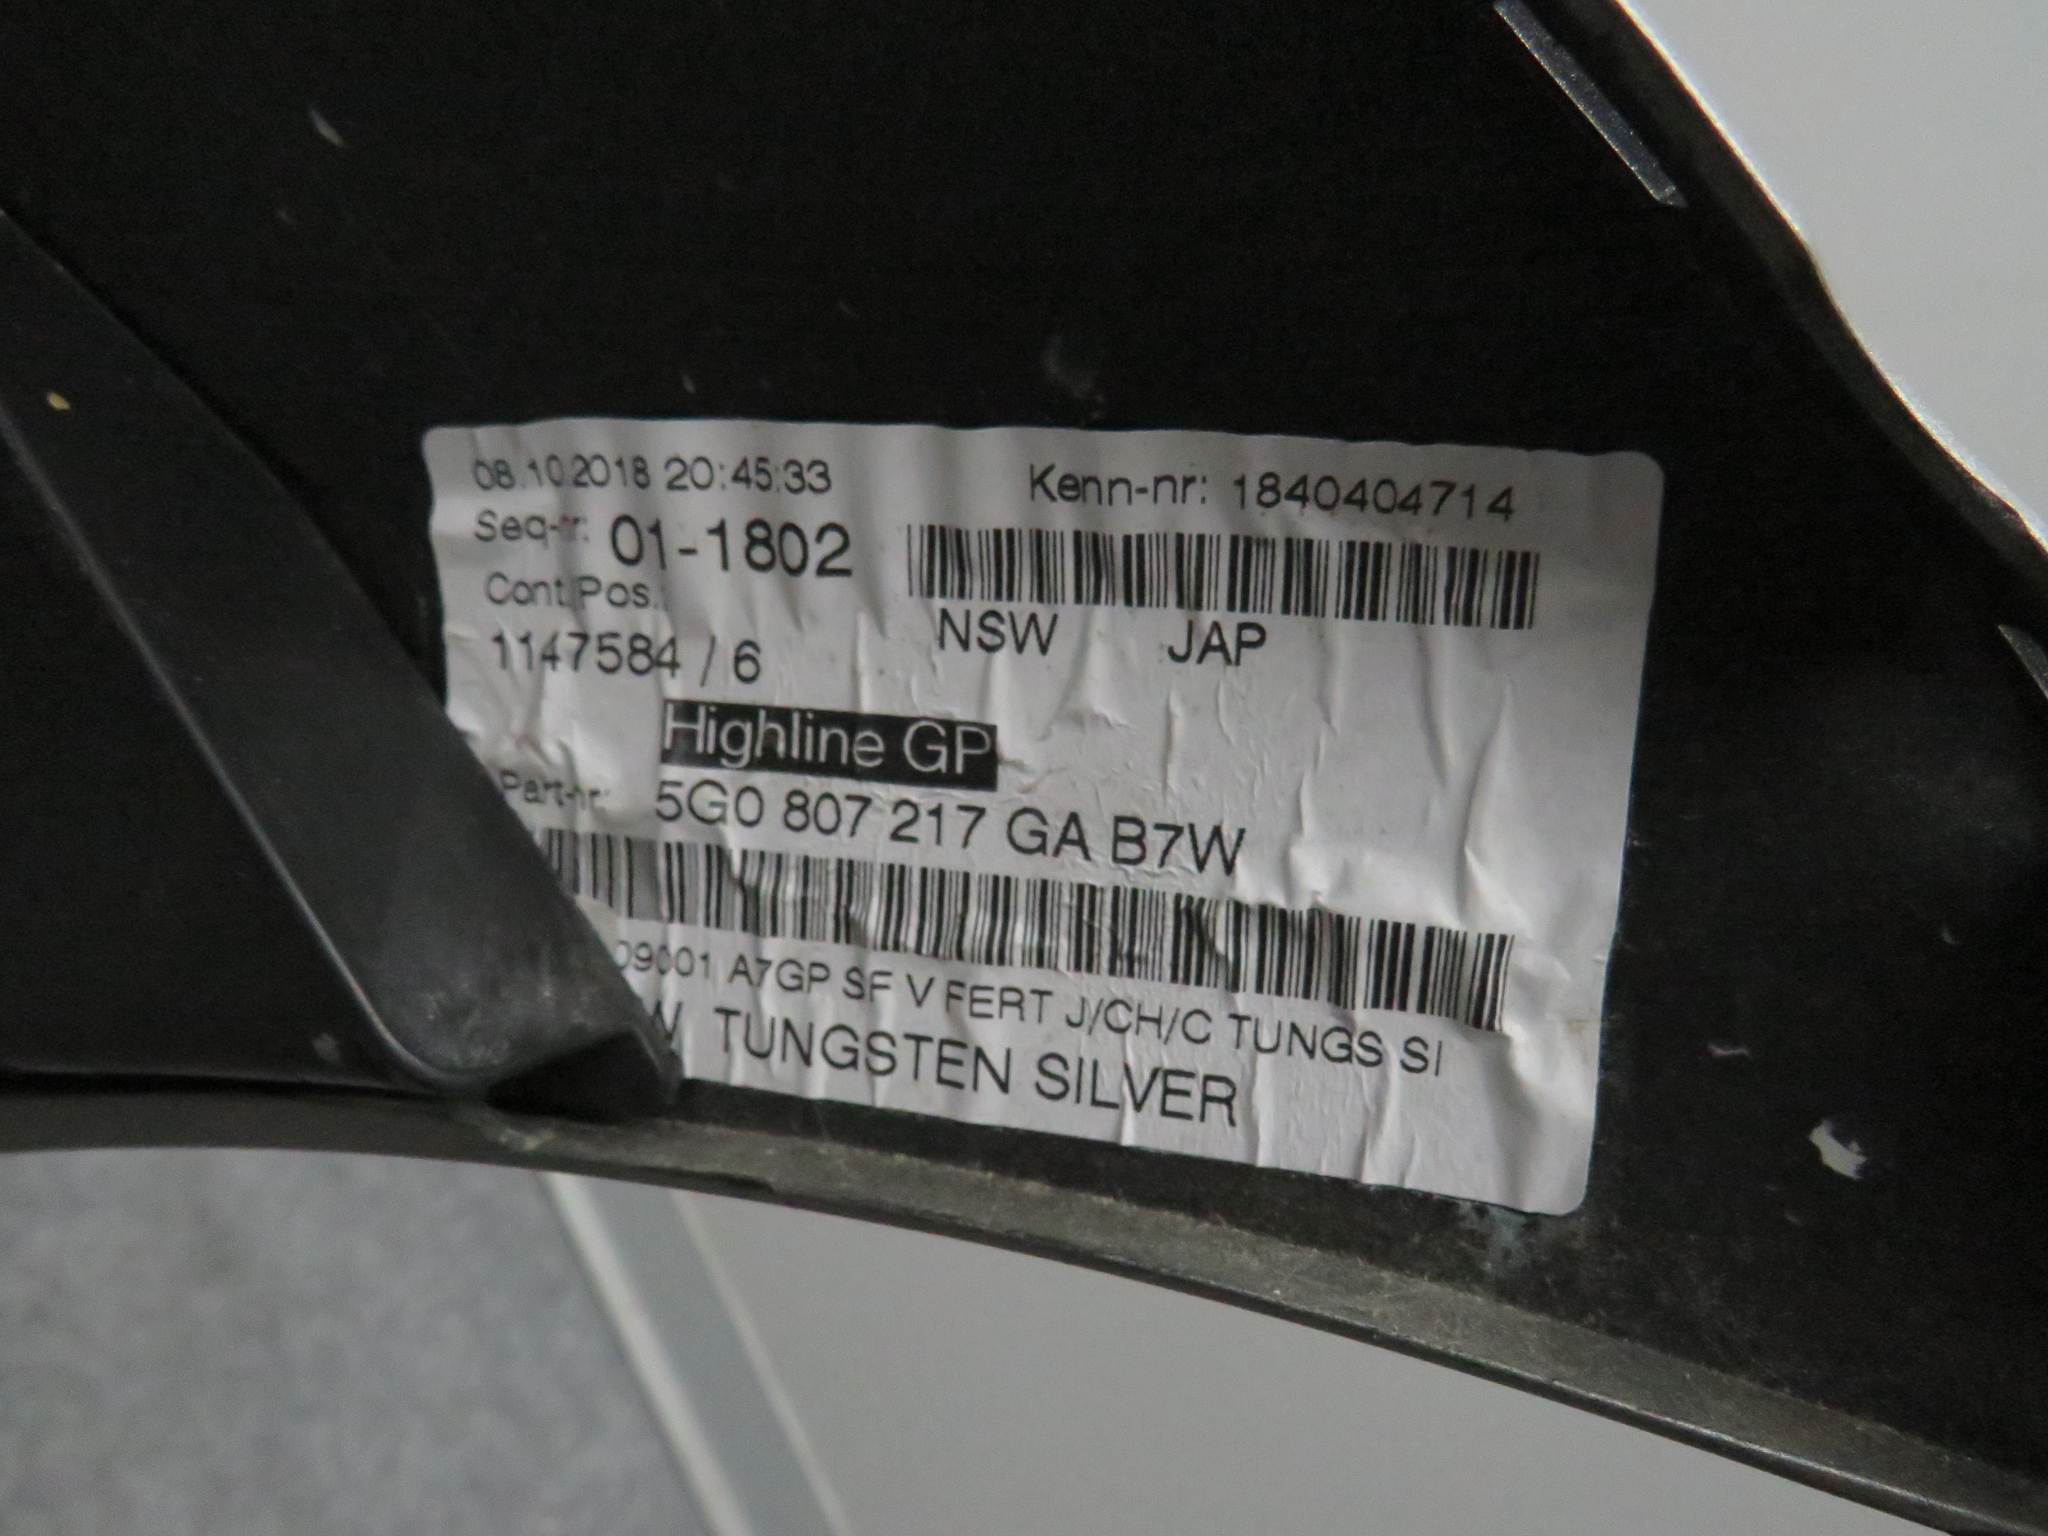 08.10.2018 20:45:33
Kenn-nr: 1840404714
Seq-nr: 01-1802
Cont.Pos.
NSW JAP
1147584 / 6
Highline GP
Part-nr: 5G0 807 217 GA B7W
09001 A7GP SF V FERT J/CH/C TUNGS SI
W TUNGSTEN SILVER